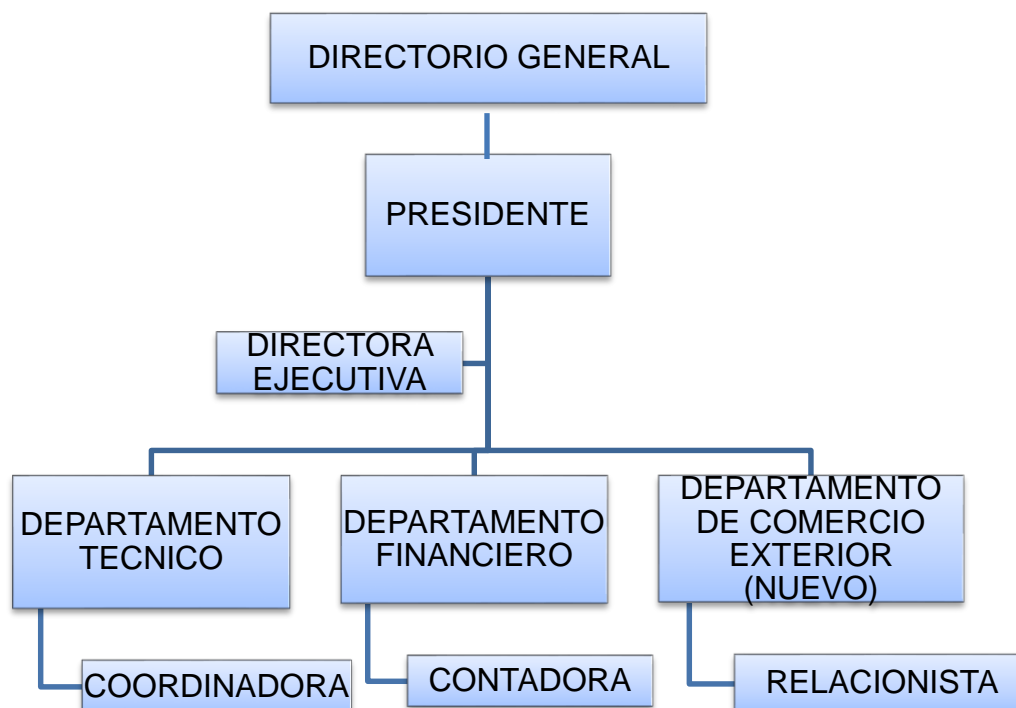 DIRECTORIO GENERAL
PRESIDENTE
DIRECTORA
EJECUTIVA
DEPARTAMENTO
TECNICO
DEPARTAMENTO
FINANCIERO
DEPARTAMENTO
DE COMERCIO
EXTERIOR
(NUEVO)
COORDINADORA
CONTADORA
RELACIONISTA